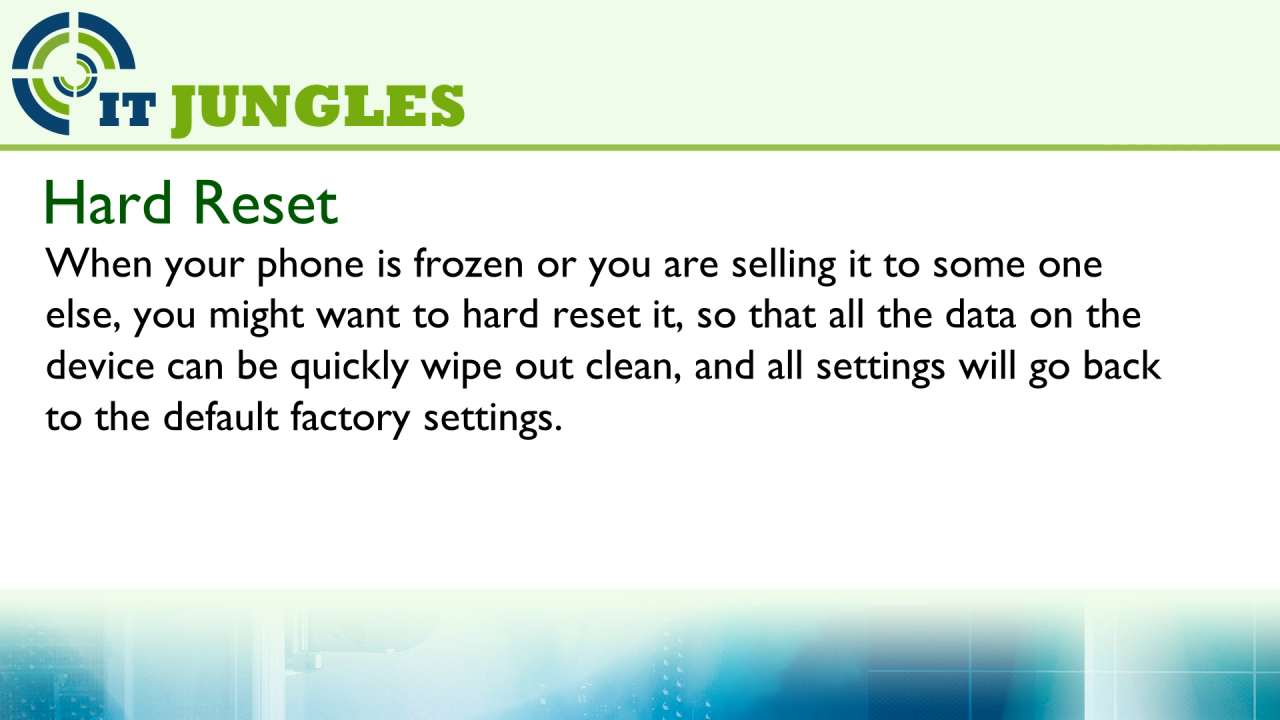 IT JUNGLES
Hard Reset
When your phone is frozen or you are selling it to some one
else, you might want to hard reset it, so that all the data on the
device can be quickly wipe out clean, and all settings will go back
to the default factory settings.